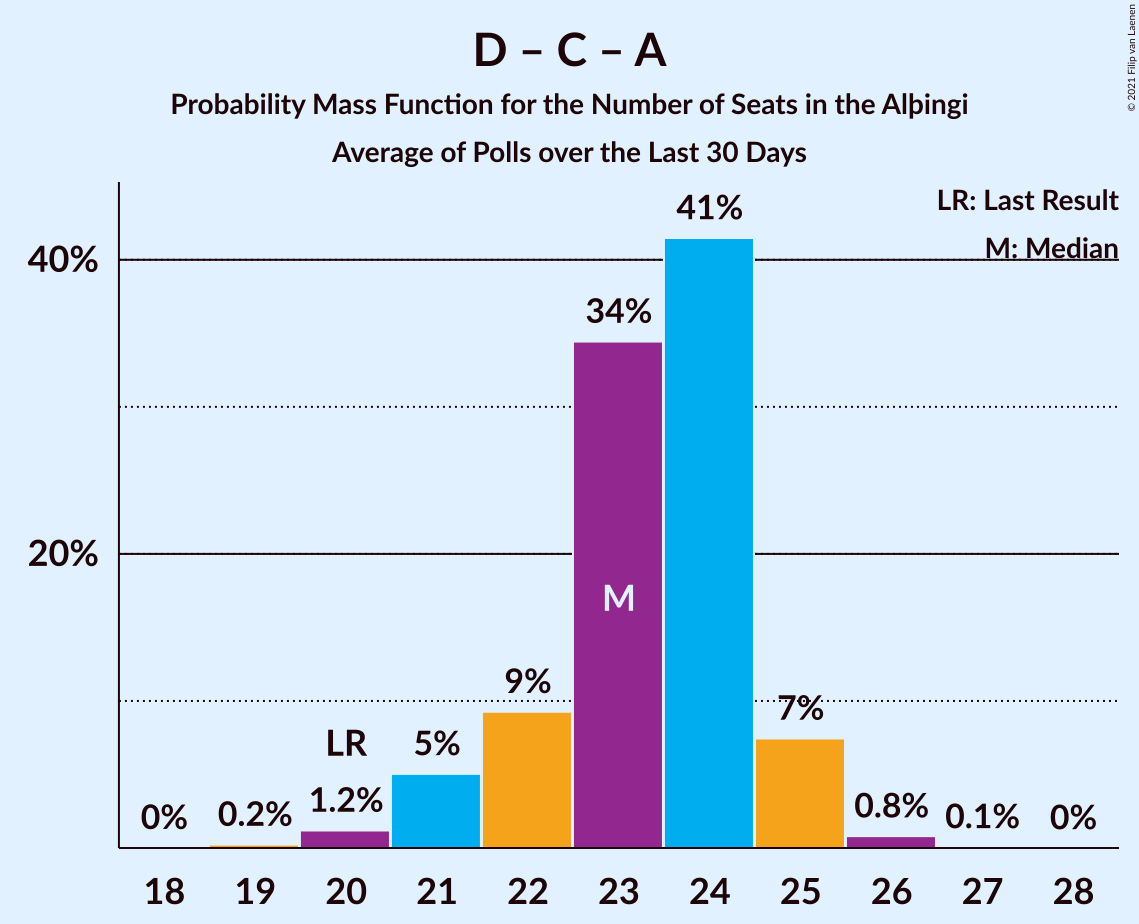 D – C – A
Probability Mass Function for the Number of Seats in the Alþingi
Average of Polls over the Last 30 Days
© 2021 Filip van Laenen
LR: Last Result
M: Median
40%
20%
0%
0.2%
LR
1.2%
5%
9%
34%
M
41%
7%
0.8%
0.1%
0%
18 19 20 21 22 23 24 25 26 27 28